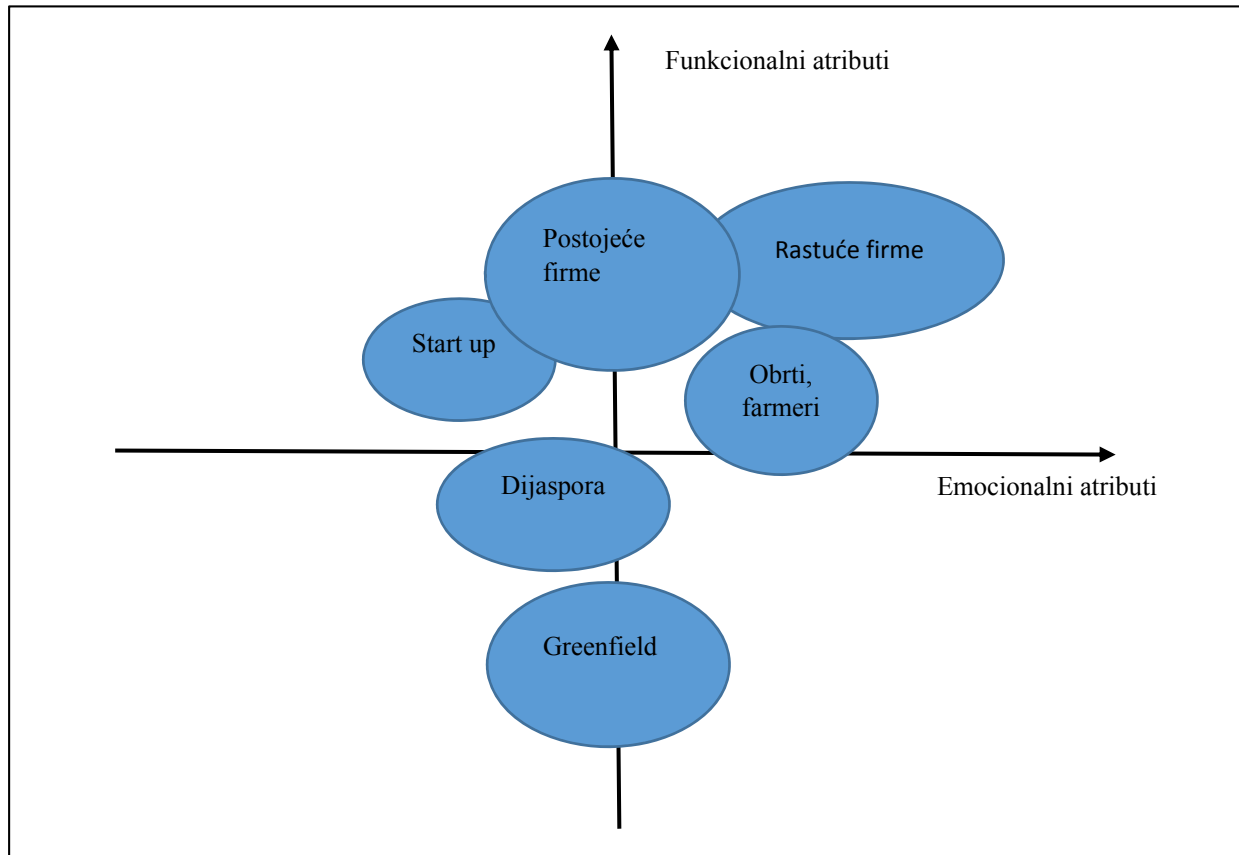 Funkcionalni atributi
Postojeće
firme
Rastuće firme
Start up
Obrti,
farmeri
Emocionalni atributi
Dijaspora
Greenfield